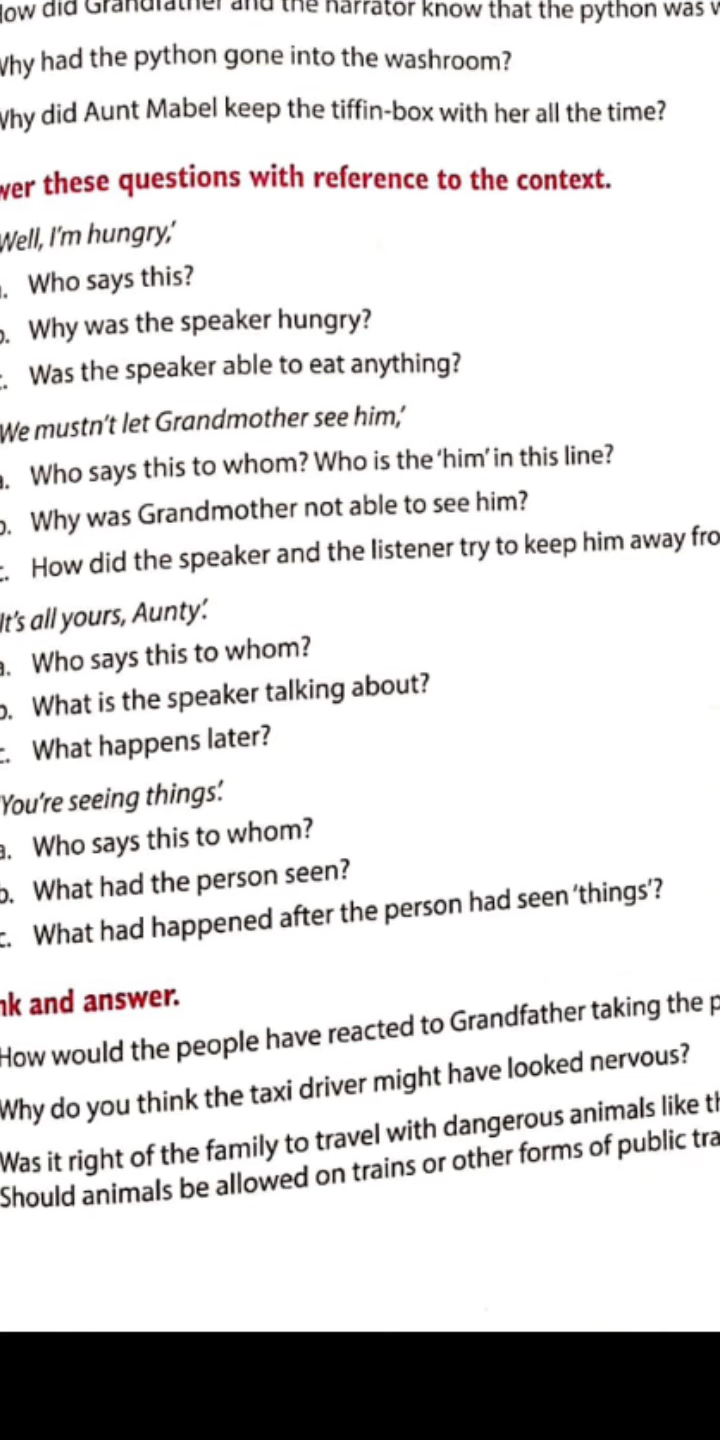 How did Grandfather and the narrator know that the python was
Why had the python gone into the washroom?
Why did Aunt Mabel keep the tiffin-box with her all the time?
wer these questions with reference to the context.
Well, I'm hungry,'
a. Who says this?
b. Why was the speaker hungry?
c. Was the speaker able to eat anything?
We mustn't let Grandmother see him,'
a. Who says this to whom? Who is the 'him' in this line?
b. Why was Grandmother not able to see him?
c. How did the speaker and the listener try to keep him away fro
It's all yours, Aunty.'
a. Who says this to whom?
b. What is the speaker talking about?
c. What happens later?
You're seeing things.'
a. Who says this to whom?
b. What had the person seen?
c. What had happened after the person had seen 'things'?
nk and answer.
How would the people have reacted to Grandfather taking the p
Why do you think the taxi driver might have looked nervous?
Was it right of the family to travel with dangerous animals like th
Should animals be allowed on trains or other forms of public tra